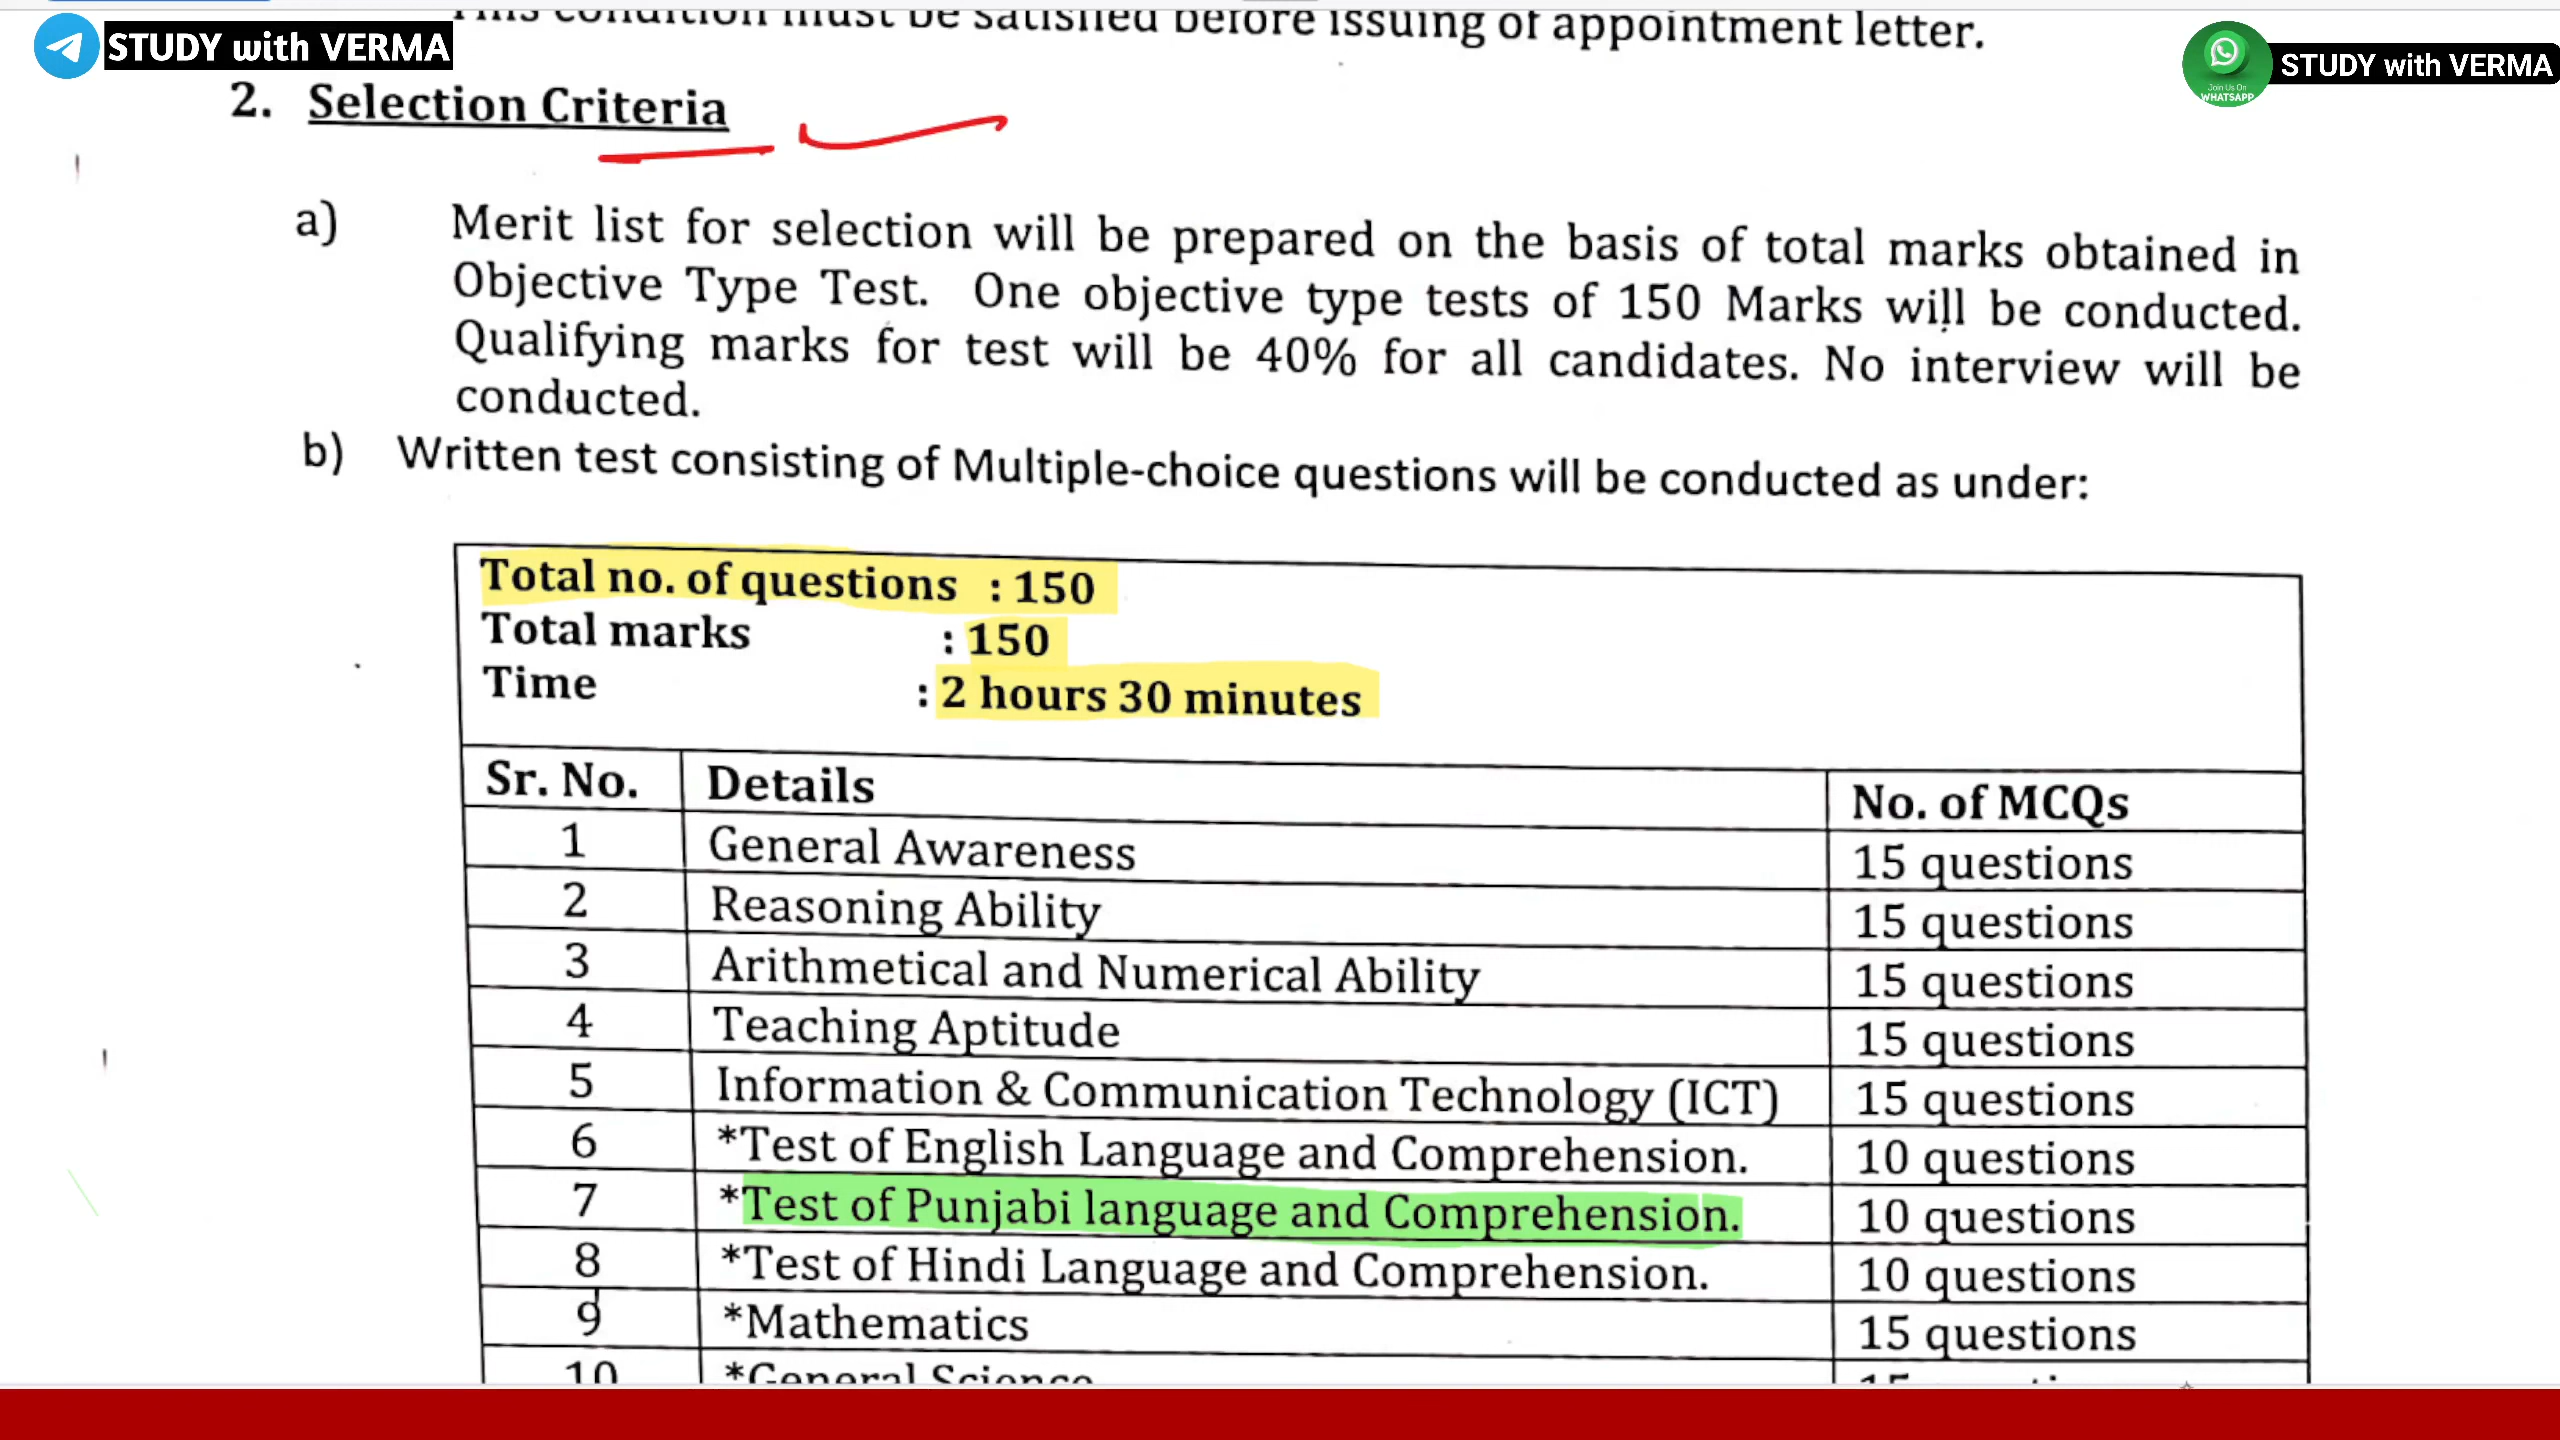 This condition must be satisfied before issuing of appointment letter.
STUDY with VERMA
Join Us On
WHATSAPP
STUDY with VERMA
2. Selection Criteria
a) Merit list for selection will be prepared on the basis of total marks obtained in
Objective Type Test. One objective type tests of 150 Marks will be conducted.
Qualifying marks for test will be 40% for all candidates. No interview will be
conducted.
b) Written test consisting of Multiple-choice questions will be conducted as under:
Total no. of questions : 150
Total marks : 150
Time : 2 hours 30 minutes
Sr. No. Details No. of MCQs
1 General Awareness 15 questions
2 Reasoning Ability 15 questions
3 Arithmetical and Numerical Ability 15 questions
4 Teaching Aptitude 15 questions
5 Information & Communication Technology (ICT) 15 questions
6 *Test of English Language and Comprehension. 10 questions
7 *Test of Punjabi language and Comprehension. 10 questions
8 *Test of Hindi Language and Comprehension. 10 questions
9 *Mathematics 15 questions
10 *General Science